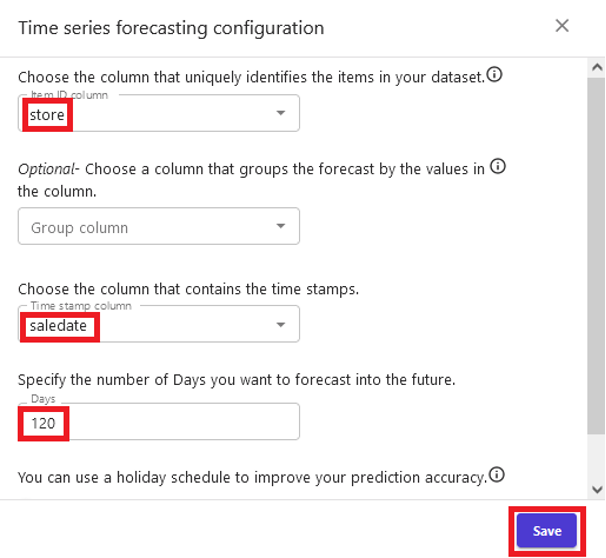 Time series forecasting configuration
Choose the column that uniquely identifies the items in your dataset.
Item ID column
store
Optional- Choose a column that groups the forecast by the values in
the column.
Group column
Choose the column that contains the time stamps.
Time stamp column
saledate
Specify the number of Days you want to forecast into the future.
Days
120
You can use a holiday schedule to improve your prediction accuracy.
Save